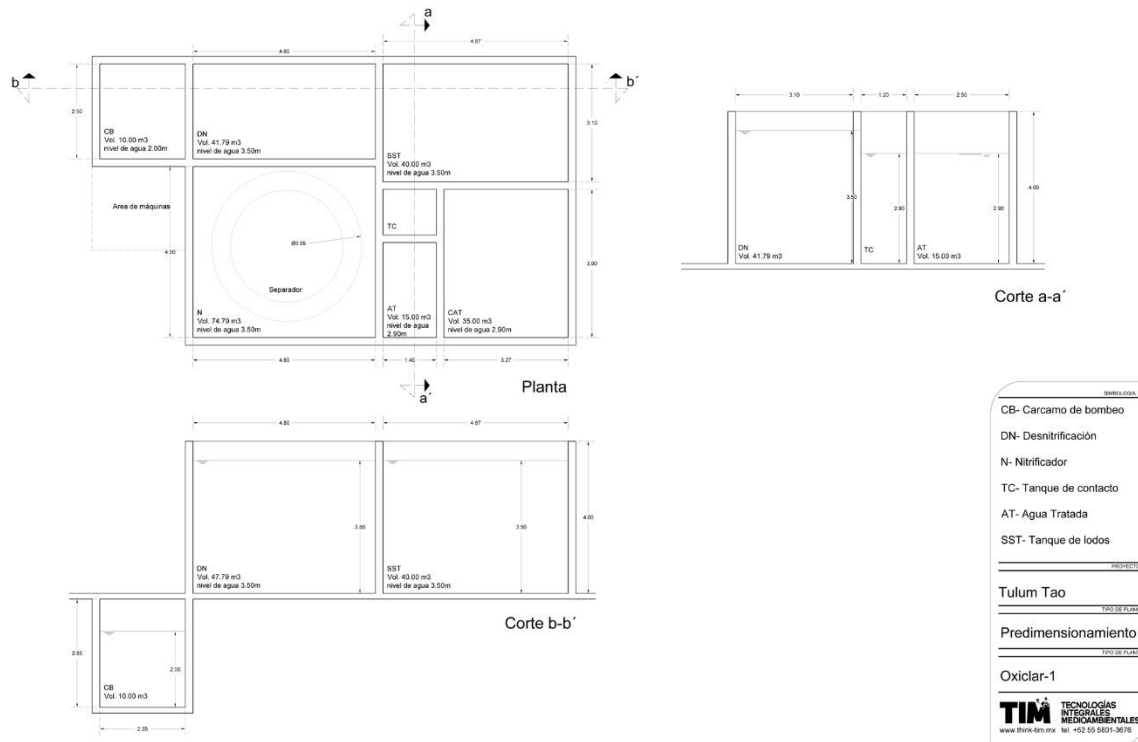 a
4.80
4.87
b
b´
2.50
CB
Vol. 10.00 m3
nivel de agua 2.00m
DN
Vol. 41.79 m3
nivel de agua 3.50m
SST
Vol. 40.00 m3
nivel de agua 3.50m
3.10
Area de máquinas
4.50
Separador
TC
3.90
N
Vol. 74.79 m3
nivel de agua 3.50m
AT
Vol. 15.00 m3
nivel de agua
2.90m
CAT
Vol. 35.00 m3
nivel de agua 2.90m
4.80
1.40
3.27
a´
Planta
3.10
1.20
2.50
3.50
2.90
2.90
4.00
DN
Vol. 41.79 m3
TC
AT
Vol. 15.00 m3
Corte a-a´
4.80
4.87
3.50
3.50
4.00
DN
Vol. 47.79 m3
nivel de agua 3.50m
SST
Vol. 40.00 m3
nivel de agua 3.50m
Corte b-b´
2.85
2.00
CB
Vol. 10.00 m3
2.25
SIMBOLOGÍA
CB- Carcamo de bombeo
DN- Desnitrificación
N- Nitrificador
TC- Tanque de contacto
AT- Agua Tratada
SST- Tanque de lodos
PROYECTO
Tulum Tao
TIPO DE PLANO
Predimensionamiento
Oxiclar-1
TIM
TECNOLOGÍAS
INTEGRALES
MEDIOAMBIENTALES
www.think-tim.mx tel. +52 55 5801-3676